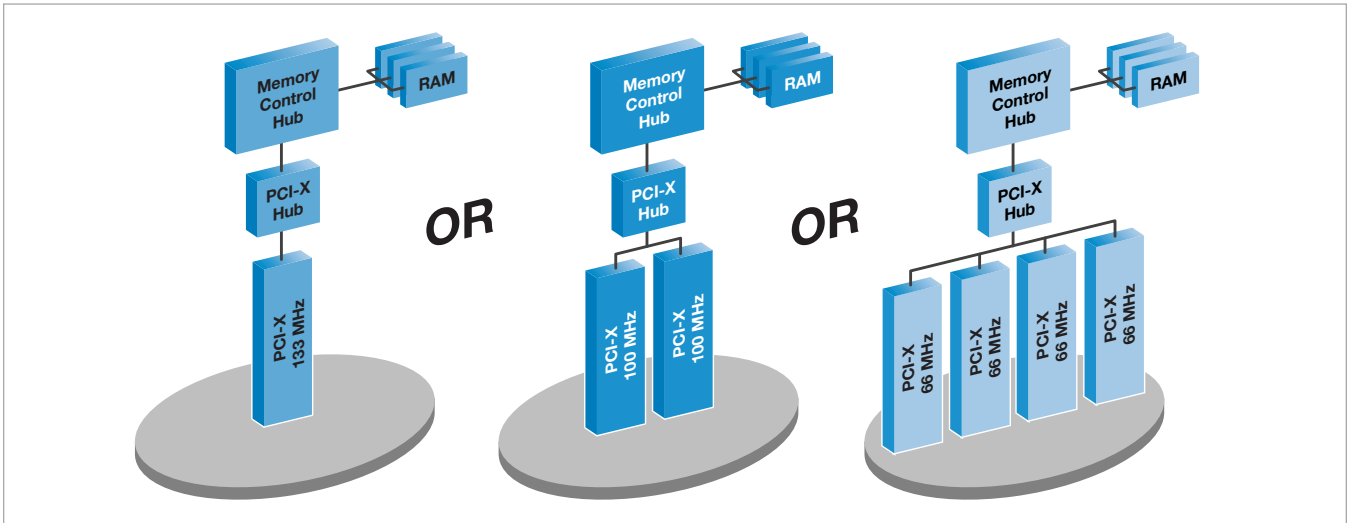 Memory
Control
Hub
RAM
PCI-X
Hub
PCI-X
133 MHz
OR
Memory
Control
Hub
RAM
PCI-X
Hub
PCI-X
100 MHz
PCI-X
100 MHz
OR
Memory
Control
Hub
RAM
PCI-X
Hub
PCI-X
66 MHz
PCI-X
66 MHz
PCI-X
66 MHz
PCI-X
66 MHz